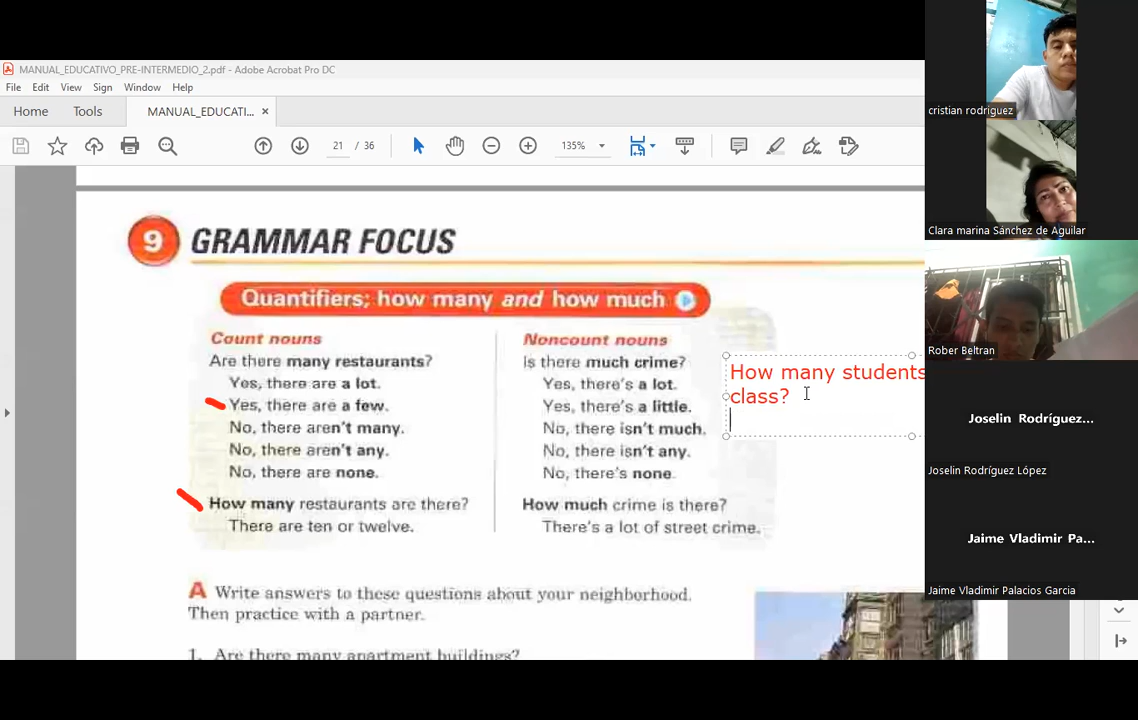 MANUAL_EDUCATIVO_PRE-INTERMEDIO_2.pdf - Adobe Acrobat Pro DC
File Edit View Sign Window Help
Home Tools MANUAL_EDUCATI... ×
21 / 36 135%
9 GRAMMAR FOCUS
Quantifiers; how many and how much
Count nouns
Are there many restaurants?
Yes, there are a lot.
Yes, there are a few.
No, there aren't many.
No, there aren't any.
No, there are none.
How many restaurants are there?
There are ten or twelve.
Noncount nouns
Is there much crime?
Yes, there's a lot.
Yes, there's a little.
No, there isn't much.
No, there isn't any.
No, there's none.
How much crime is there?
There's a lot of street crime.
How many students
class?
A Write answers to these questions about your neighborhood.
Then practice with a partner.
1. Are there many apartment buildings?
cristian rodriguez
Clara marina Sánchez de Aguilar
Rober Beltran
Joselin Rodríguez...
Joselin Rodríguez López
Jaime Vladimir Pa...
Jaime Vladimir Palacios Garcia